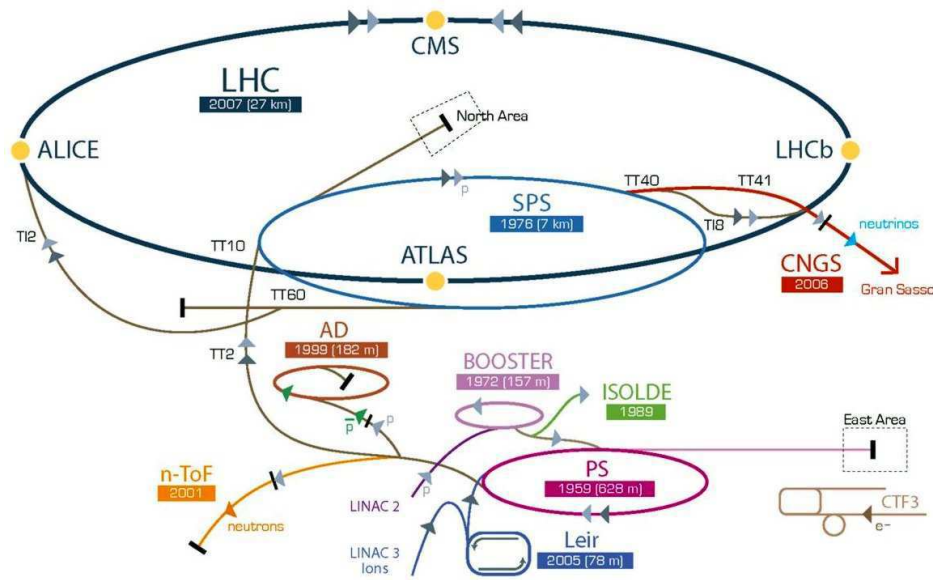 CMS
LHC
2007 (27 km)
North Area
ALICE
LHCb
TT40
TT41
SPS
1976 (7 km)
p
TI8
neutrinos
TI2
TT10
ATLAS
CNGS
2006
Gran Sasso
TT60
AD
1999 (182 m)
TT2
BOOSTER
1972 (157 m)
ISOLDE
1989
p̅
p
East Area
n-ToF
2001
PS
1959 (628 m)
p
LINAC 2
neutrons
CTF3
e-
LINAC 3
Ions
Leir
2005 (78 m)